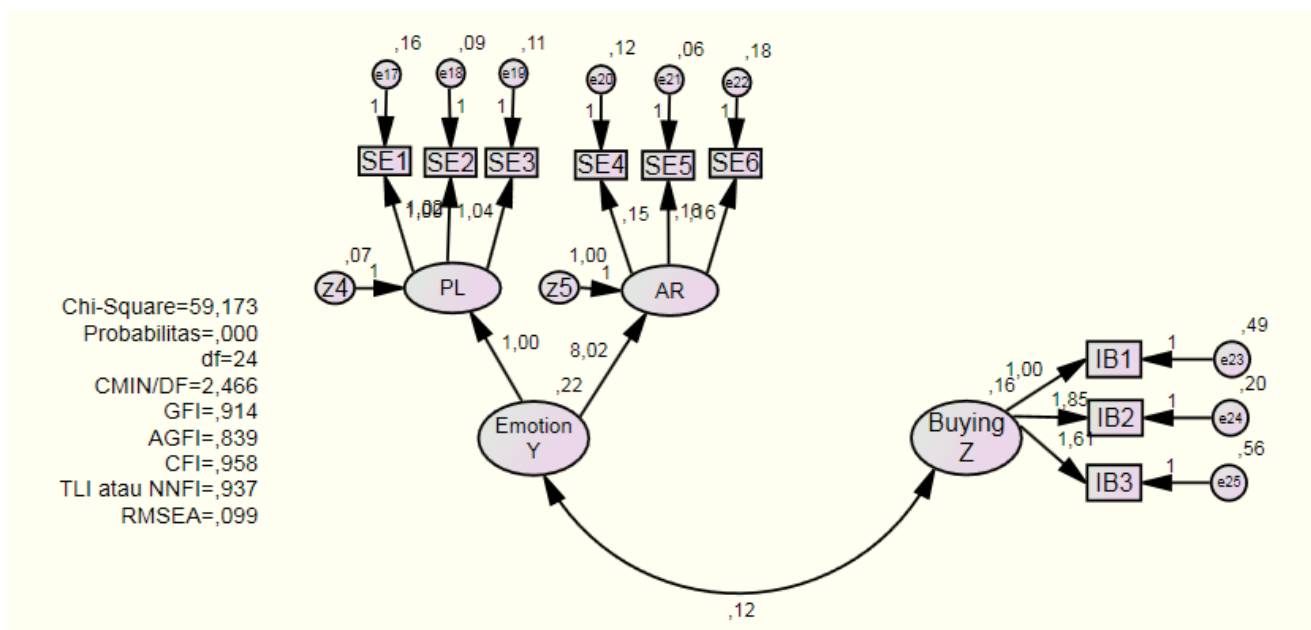 ,16 ,09 ,11 ,12 ,06 ,18
e17 e18 e19 e20 e21 e22
1 1 1 1 1 1
SE1 SE2 SE3 SE4 SE5 SE6
1,04 ,15 ,16
,07 1,00
z4 1 PL z5 1 AR
1,00 8,02
,22
Emotion
Y
Chi-Square=59,173
Probabilitas=,000
df=24
CMIN/DF=2,466
GFI=,914
AGFI=,839
CFI=,958
TLI atau NNFI=,937
RMSEA=,099
,16
Buying
Z
1,00 IB1 1 e23 ,49
1,85 IB2 1 e24 ,20
1,61 IB3 1 e25 ,56
,12